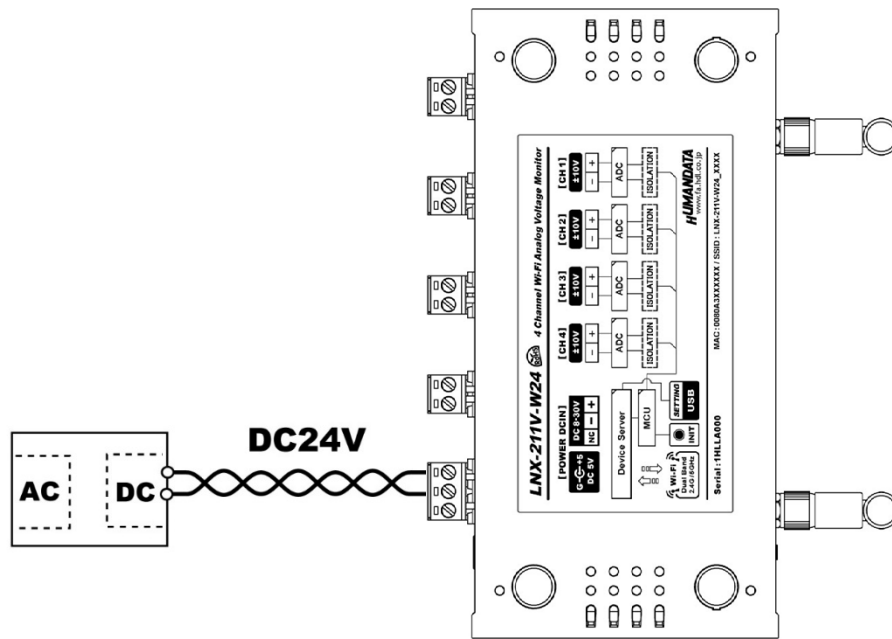 AC
DC
DC24V
LNX-211V-W24 4 Channel Wi-Fi Analog Voltage Monitor
[POWER DCIN] [CH 4] [CH 3] [CH 2] [CH 1]
DC 8-30V ±10V ±10V ±10V ±10V
G +5
DC 5V
NC − + − + − + − + − +
Device Server ADC ADC ADC ADC
MCU ISOLATION ISOLATION ISOLATION ISOLATION
Wi-Fi
Dual Band
2.4G/5GHz
INIT
SETTING
USB
HUMANDATA
www.fa.hdl.co.jp
Serial : 1HLLA000 MAC : 0080A3XXXXXX / SSID : LNX-211V-W24_XXXX